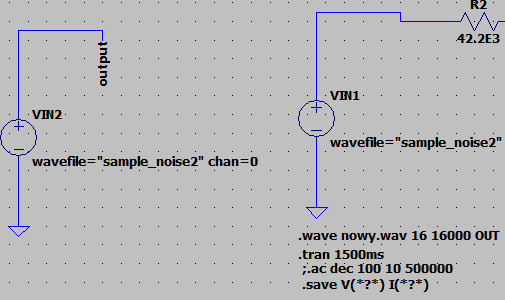 R2
42.2E3
output
VIN2
VIN1
wavefile="sample_noise2" chan=0
wavefile="sample_noise2"
.wave nowy.wav 16 16000 OUT
.tran 1500ms
;.ac dec 100 10 500000
.save V(*?*) I(*?*)